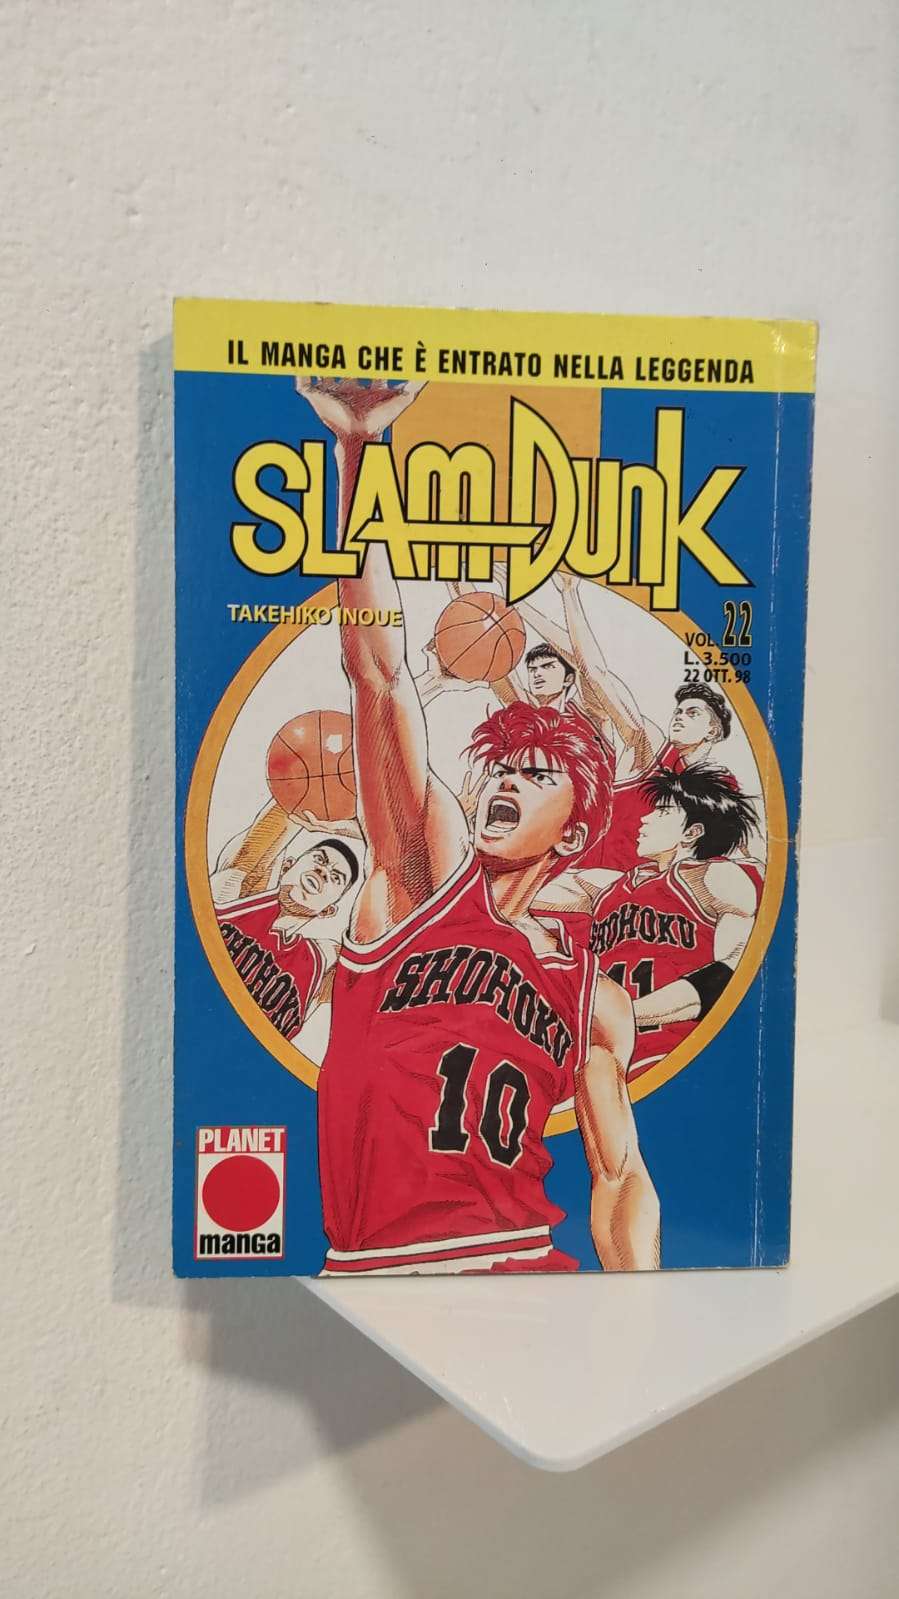 IL MANGA CHE È ENTRATO NELLA LEGGENDA
SLAM DUNK
TAKEHIKO INOUE
VOL. 22
L. 3.500
22 OTT. 98
SHOHOKU
SHOHOKU
11
SHOHOKU
10
PLANET
manga